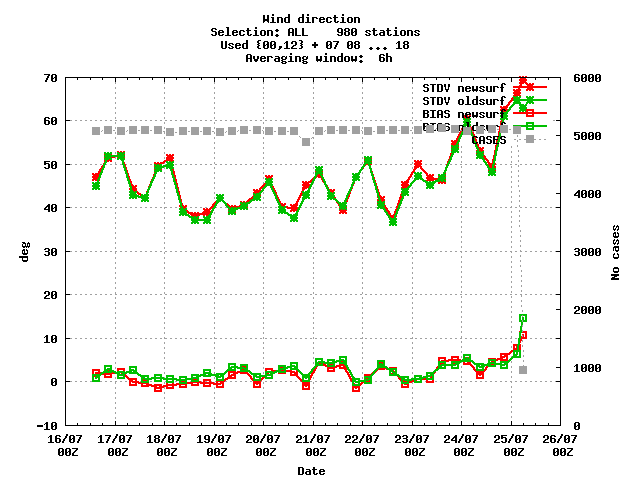 Wind direction
Selection: ALL    980 stations
Used {00,12} + 07 08 ... 18
Averaging window:  6h
70
60
50
40
30
20
10
0
-10
deg
6000
5000
4000
3000
2000
1000
0
No cases
STDV newsurf
STDV oldsurf
BIAS newsurf
BIAS oldsurf
CASES
16/07 17/07 18/07 19/07 20/07 21/07 22/07 23/07 24/07 25/07 26/07
00Z 00Z 00Z 00Z 00Z 00Z 00Z 00Z 00Z 00Z 00Z
Date